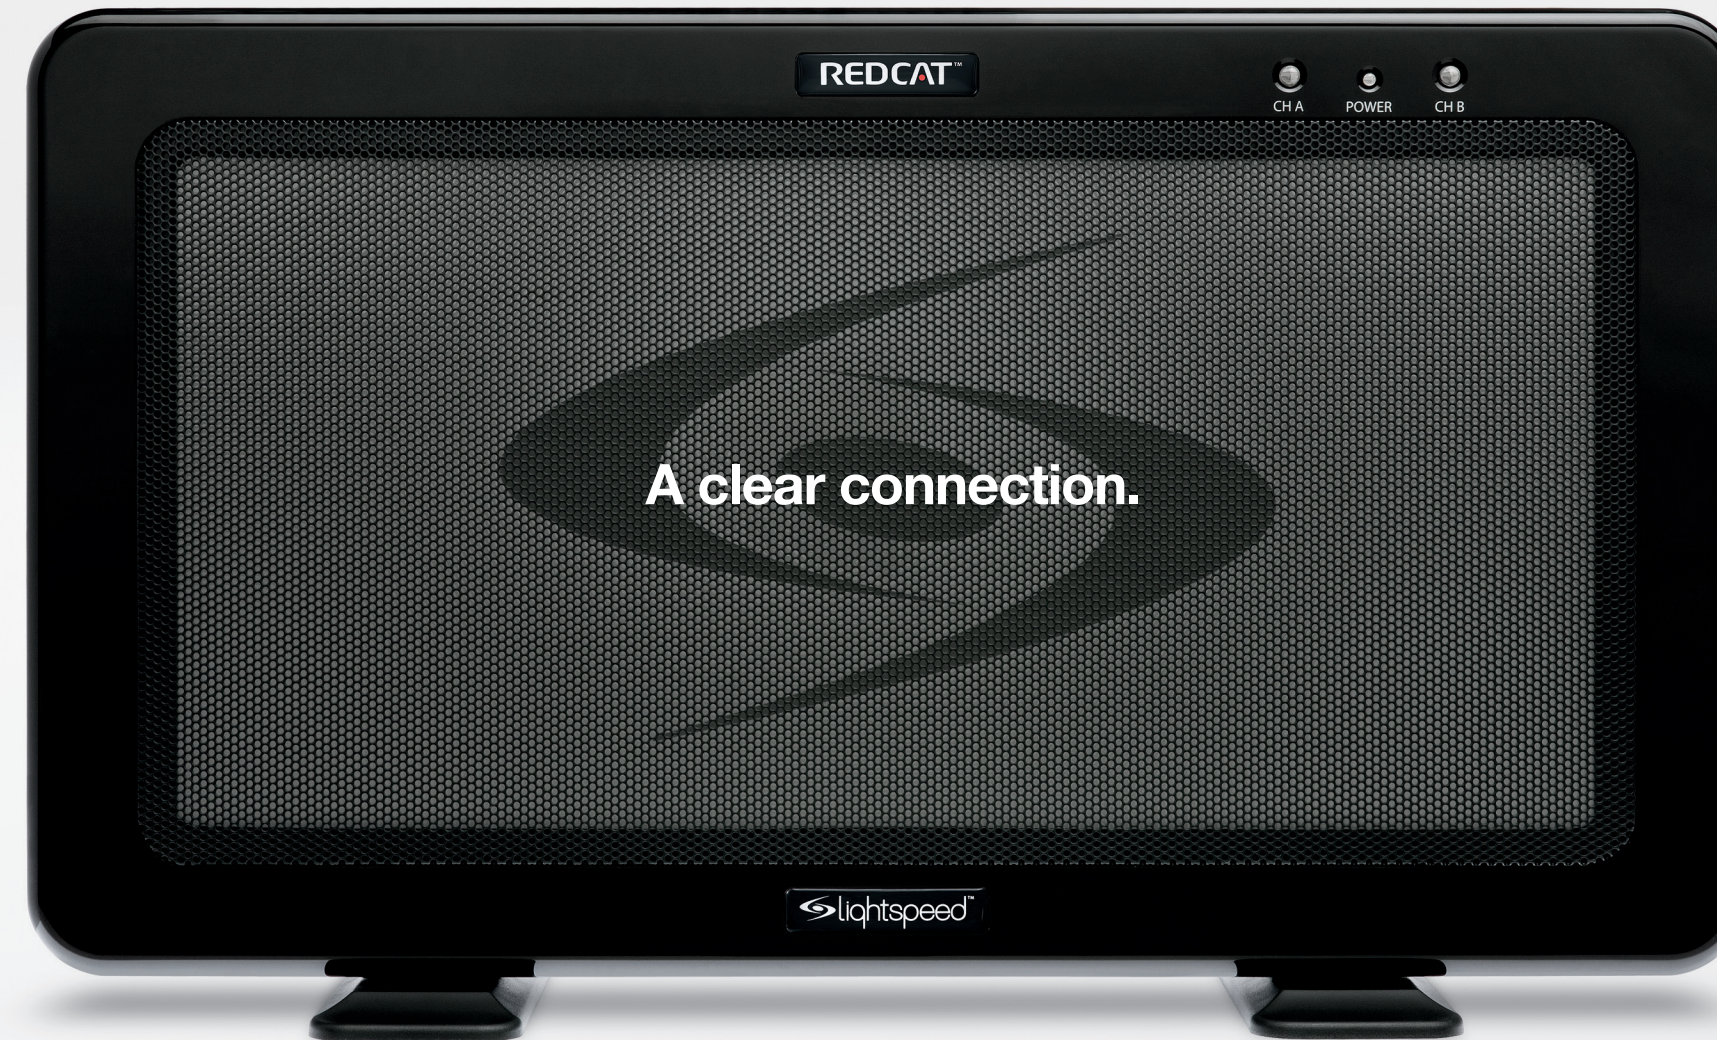 REDCAT™
CH A POWER CH B
A clear connection.
lightspeed™